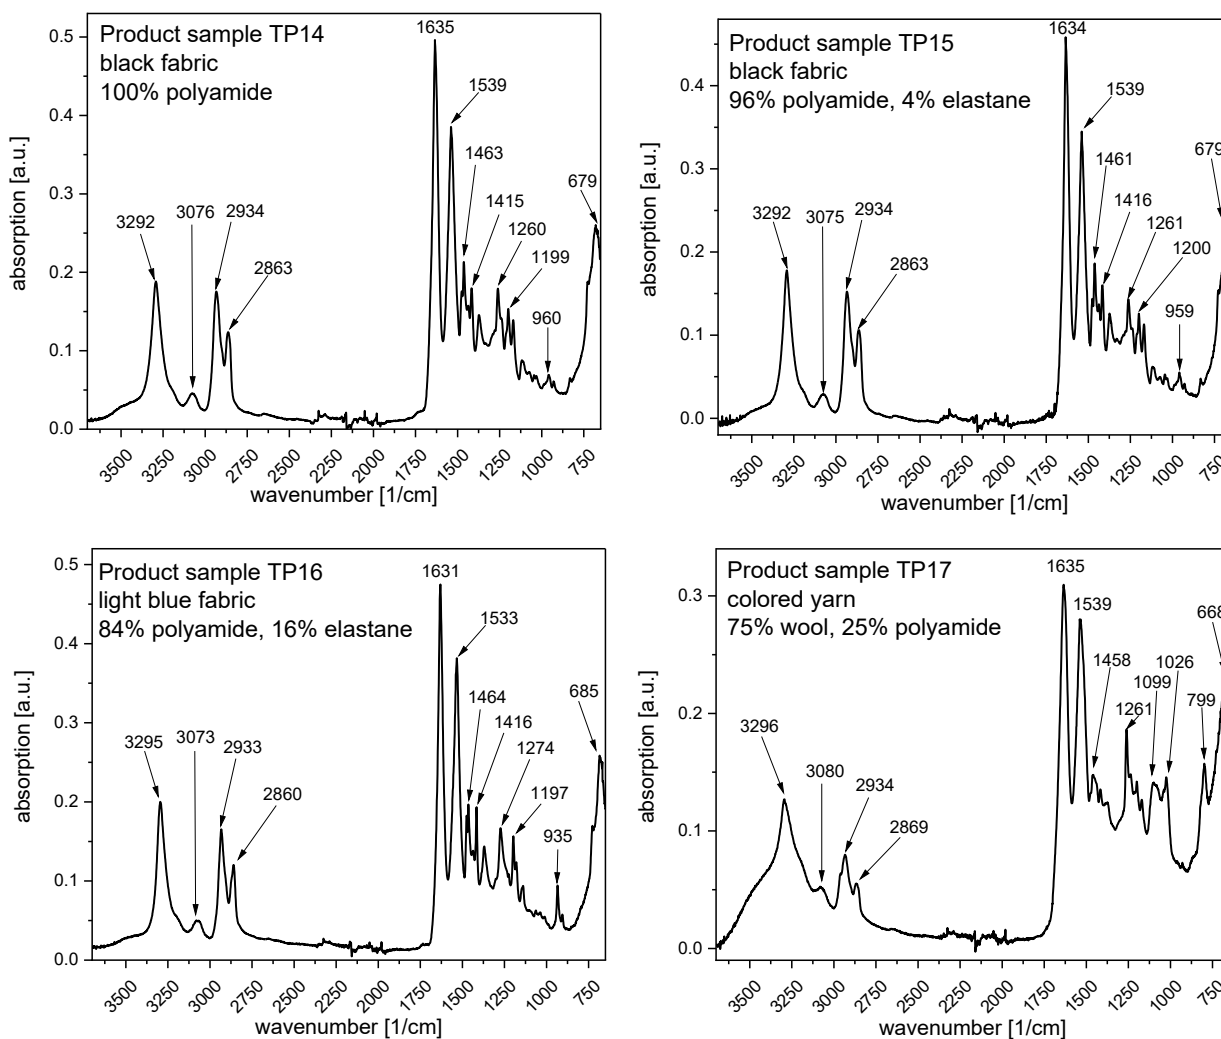 Product sample TP14
black fabric
100% polyamide
1635
1539
1463
1415
1260
1199
960
679
3292
3076
2934
2863
absorption [a.u.]
0.5
0.4
0.3
0.2
0.1
0.0
3500 3250 3000 2750 2500 2250 2000 1750 1500 1250 1000 750
wavenumber [1/cm]
Product sample TP15
black fabric
96% polyamide, 4% elastane
1634
1539
1461
1416
1261
1200
959
679
3292
3075
2934
2863
absorption [a.u.]
0.4
0.3
0.2
0.1
0.0
3500 3250 3000 2750 2500 2250 2000 1750 1500 1250 1000 750
wavenumber [1/cm]
Product sample TP16
light blue fabric
84% polyamide, 16% elastane
1631
1533
1464
1416
1274
1197
935
685
3295
3073
2933
2860
absorption [a.u.]
0.5
0.4
0.3
0.2
0.1
0.0
3500 3250 3000 2750 2500 2250 2000 1750 1500 1250 1000 750
wavenumber [1/cm]
Product sample TP17
colored yarn
75% wool, 25% polyamide
1635
1539
1458
1261
1099
1026
799
668
3296
3080
2934
2869
absorption [a.u.]
0.3
0.2
0.1
0.0
3500 3250 3000 2750 2500 2250 2000 1750 1500 1250 1000 750
wavenumber [1/cm]